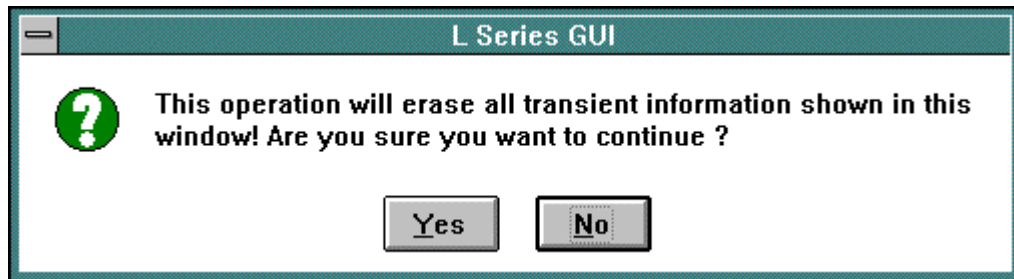 L Series GUI
This operation will erase all transient information shown in this
window! Are you sure you want to continue ?
Yes No